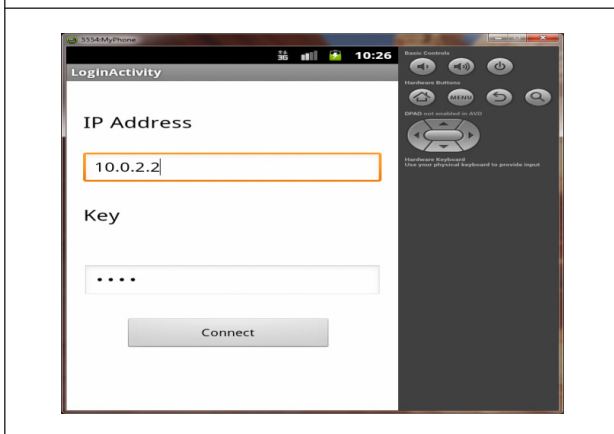 5554:MyPhone
3G 10:26
LoginActivity
IP Address
10.0.2.2
Key
••••
Connect
Basic Controls
Hardware Buttons
MENU
DPAD not enabled in AVD
Hardware Keyboard
Use your physical keyboard to provide input